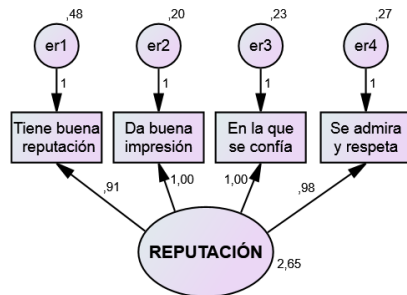 ,48
,20
,23
,27
er1
er2
er3
er4
1
1
1
1
Tiene buena
reputación
Da buena
impresión
En la que
se confía
Se admira
y respeta
,91
1,00
1,00
,98
REPUTACIÓN
2,65